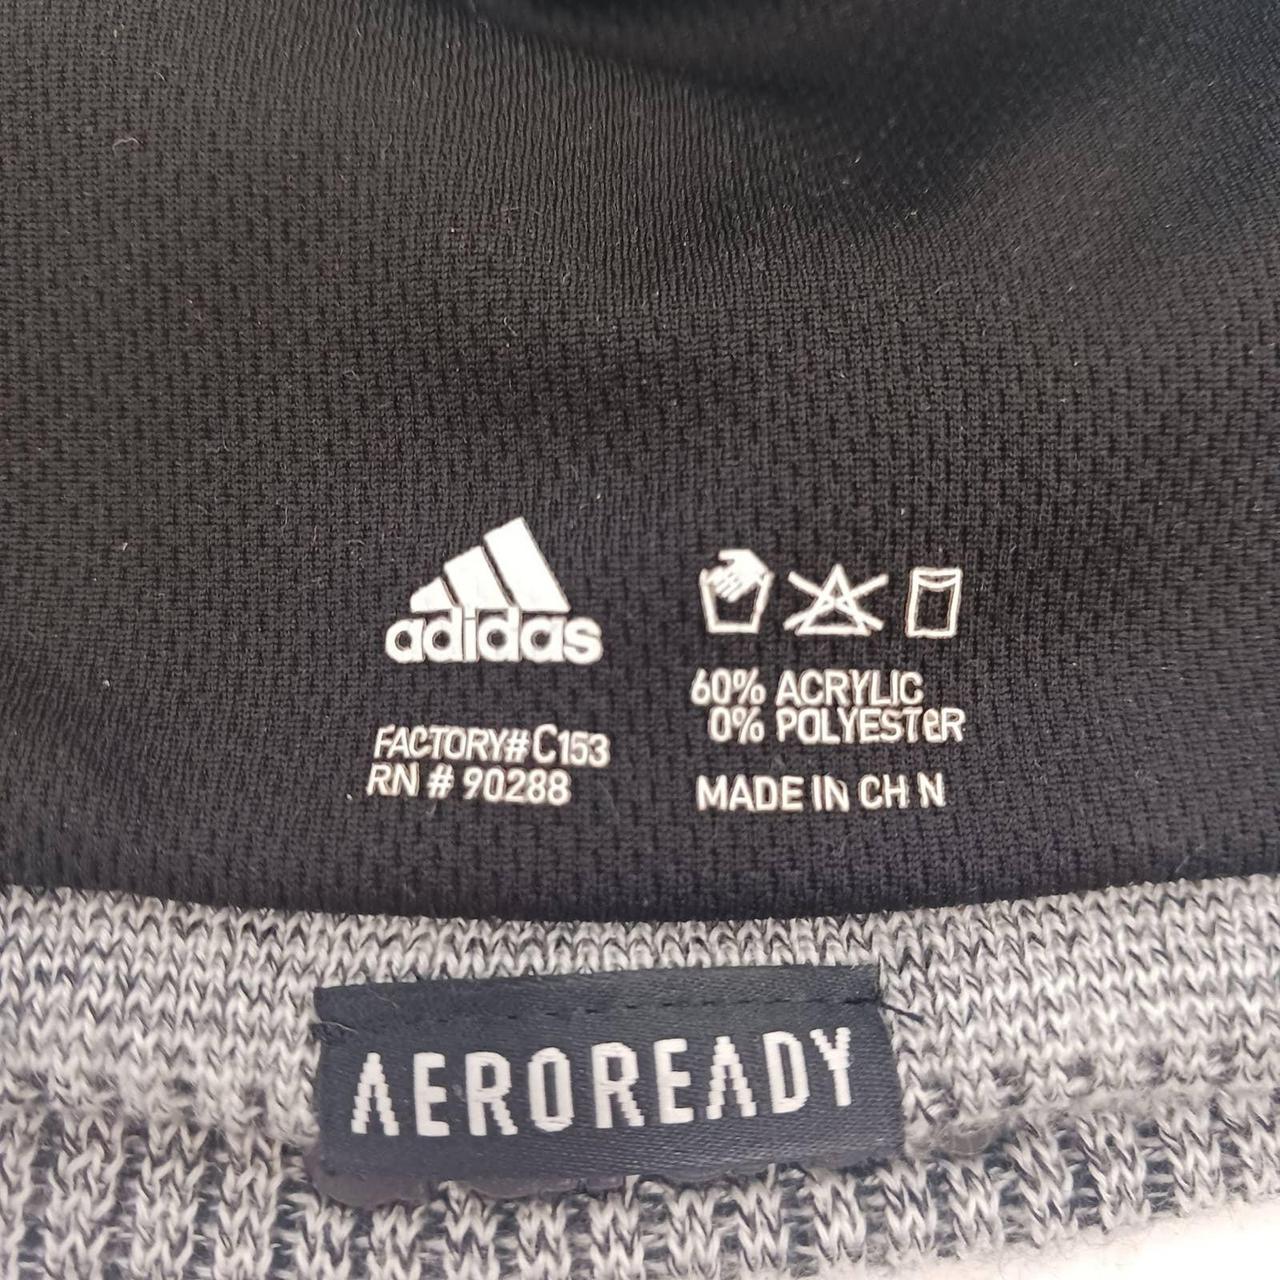 adidas
FACTORY# C153
RN # 90288
60% ACRYLIC
0% POLYESTER
MADE IN CH N
AEROREADY